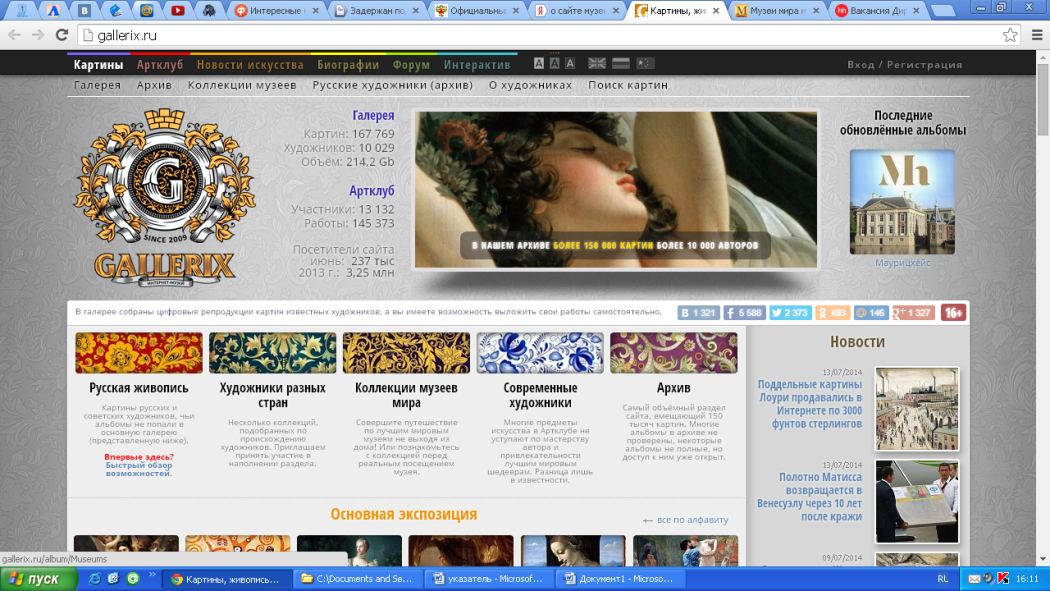 Интересные
Задержан по
Официальны
о сайте музе
Картины, жи
Музеи мира и
Вакансия Ди
gallerix.ru
Картины Артклуб Новости искусства Биографии Форум Интерактив A A A Вход / Регистрация
Галерея Архив Коллекции музеев Русские художники (архив) О художниках Поиск картин
SINCE 2009
GALLERIX
ИНТЕРНЕТ-МУЗЕЙ
Галерея
Картин: 167 769
Художников: 10 029
Объём: 214,2 Gb
Артклуб
Участники: 13 132
Работы: 145 373
Посетители сайта
июнь: 237 тыс
2013 г.: 3,25 млн
В НАШЕМ АРХИВЕ БОЛЕЕ 150 000 КАРТИН БОЛЕЕ 10 000 АВТОРОВ
Последние
обновлённые альбомы
Mh
Маурицхёйс
В галерее собраны цифровые репродукции картин известных художников, а вы имеете возможность выложить свои работы самостоятельно.
B 1 321 f 5 588 2 373 493 @ 146 g+ 1 327 16+
Русская живопись
Картины русских и
советских художников, чьи
альбомы не попали в
основную галерею
(представленную ниже).
Впервые здесь?
Быстрый обзор
возможностей.
Художники разных
стран
Несколько коллекций,
подобранных по
происхождению
художников. Приглашаем
принять участие в
наполнении раздела.
Коллекции музеев
мира
Совершите путешествие
по лучшим мировым
музеям не выходя из
дома! Или познакомьтесь
с коллекцией перед
реальным посещением
музея.
Современные
художники
Многие предметы
искусства в Артклубе не
уступают по мастерству
автора и
привлекательности
лучшим мировым
шедеврам. Разница лишь
в известности.
Архив
Самый объёмный раздел
сайта, вмещающий 150
тысяч картин. Многие
альбомы в архиве не
проверены, некоторые
альбомы не полные, но
доступ к ним уже открыт.
Новости
13/07/2014
Поддельные картины
Лоури продавались в
Интернете по 3000
фунтов стерлингов
13/07/2014
Полотно Матисса
возвращается в
Венесуэлу через 10 лет
после кражи
09/07/2014
Основная экспозиция
← все по алфавиту
gallerix.ru/album/Museums
пуск
Картины, живопись...
C:\Documents and Se...
указатель - Microsof...
Документ1 - Microso...
RL
16:11